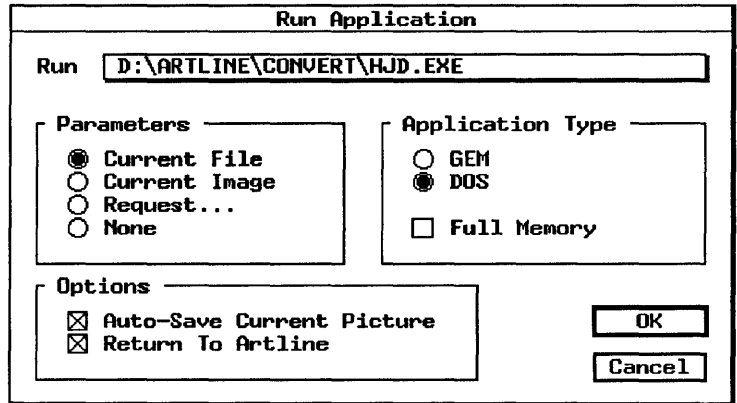 Run Application
Run D:\ARTLINE\CONVERT\HJD.EXE
Parameters
Current File
Current Image
Request...
None
Application Type
GEM
DOS
Full Memory
Options
Auto-Save Current Picture
Return To Artline
OK
Cancel